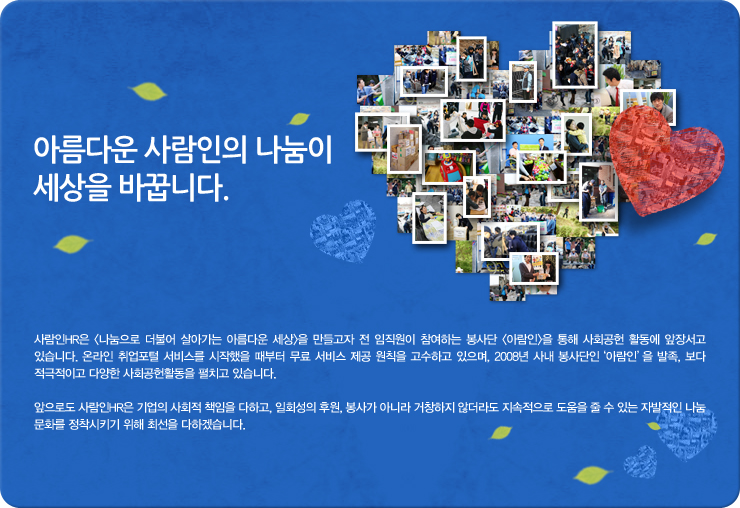 아름다운 사람인의 나눔이
세상을 바꿉니다.
사람인HR은 <나눔으로 더불어 살아가는 아름다운 세상>을 만들고자 전 임직원이 참여하는 봉사단 <아람인>을 통해 사회공헌 활동에 앞장서고
있습니다. 온라인 취업포털 서비스를 시작했을 때부터 무료 서비스 제공 원칙을 고수하고 있으며, 2008년 사내 봉사단인 '아람인' 을 발족, 보다
적극적이고 다양한 사회공헌활동을 펼치고 있습니다.
앞으로도 사람인HR은 기업의 사회적 책임을 다하고, 일회성의 후원, 봉사가 아니라 거창하지 않더라도 지속적으로 도움을 줄 수 있는 자발적인 나눔
문화를 정착시키기 위해 최선을 다하겠습니다.